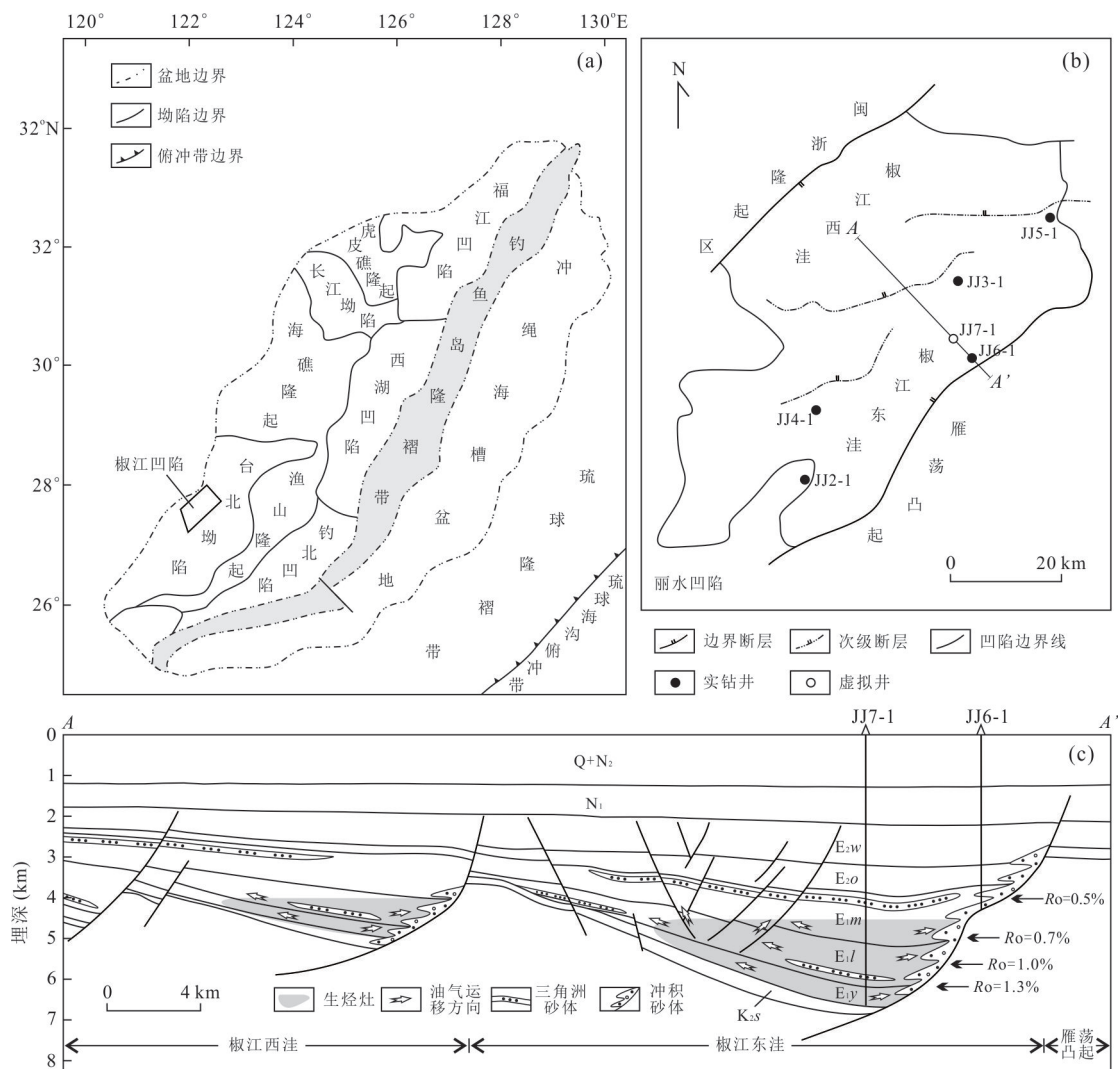 120°
122°
124°
126°
128°
130°E
(a)
盆地边界
坳陷边界
俯冲带边界
32°N
32°
30°
28°
26°
福江凹陷
虎皮礁隆起
长江坳陷
海礁隆起
钓鱼岛隆褶带
冲绳海槽盆地
西湖凹陷
椒江凹陷
台北坳陷
渔山隆起
钓北凹陷
琉球隆褶带
琉球海沟俯冲带
(b)
N
闽浙隆起区
椒江西洼
A
JJ5-1
JJ3-1
JJ7-1
JJ6-1
A'
椒江东洼
JJ4-1
JJ2-1
雁荡凸起
丽水凹陷
0 20 km
边界断层
次级断层
凹陷边界线
实钻井
虚拟井
A
JJ7-1
JJ6-1
A'
(c)
埋深 (km)
0
1
2
3
4
5
6
7
8
Q+N₂
N₁
E₂w
E₂o
E₁m
E₁l
E₁y
K₂s
Ro=0.5%
Ro=0.7%
Ro=1.0%
Ro=1.3%
0 4 km
生烃灶
油气运移方向
三角洲砂体
冲积砂体
椒江西洼
椒江东洼
雁荡凸起